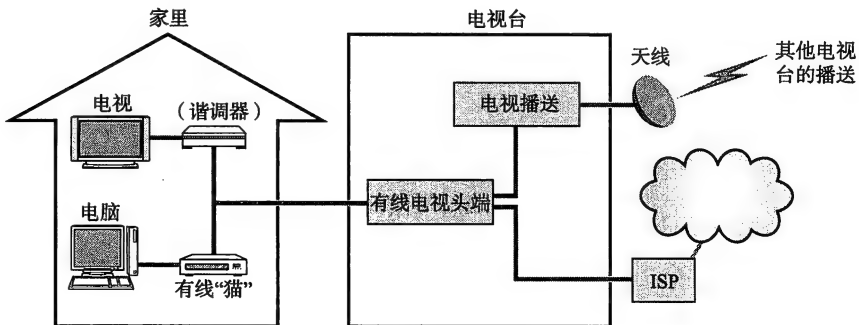 家里
电视台
天线
其他电视
台的播送
电视
（谐调器）
电视播送
有线电视头端
电脑
有线“猫”
ISP